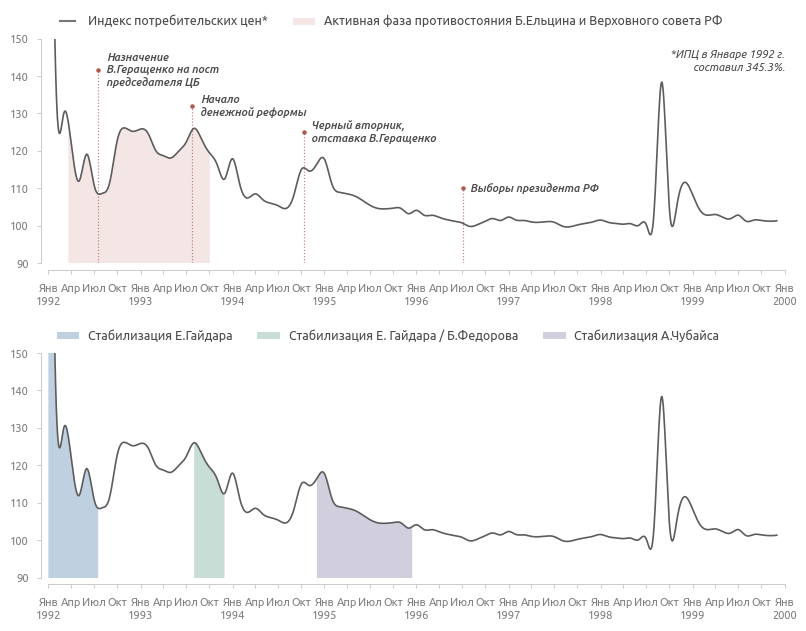 Индекс потребительских цен*
Активная фаза противостояния Б.Ельцина и Верховного совета РФ
150
140
130
120
110
100
90
Назначение
В.Геращенко на пост
председателя ЦБ
Начало
денежной реформы
Черный вторник,
отставка В.Геращенко
Выборы президента РФ
*ИПЦ в Январе 1992 г.
составил 345.3%.
Янв Апр Июл Окт Янв Апр Июл Окт Янв Апр Июл Окт Янв Апр Июл Окт Янв Апр Июл Окт Янв Апр Июл Окт Янв Апр Июл Окт Янв Апр Июл Окт Янв
1992 1993 1994 1995 1996 1997 1998 1999 2000
Стабилизация Е.Гайдара
Стабилизация Е. Гайдара / Б.Федорова
Стабилизация А.Чубайса
150
140
130
120
110
100
90
Янв Апр Июл Окт Янв Апр Июл Окт Янв Апр Июл Окт Янв Апр Июл Окт Янв Апр Июл Окт Янв Апр Июл Окт Янв Апр Июл Окт Янв Апр Июл Окт Янв
1992 1993 1994 1995 1996 1997 1998 1999 2000